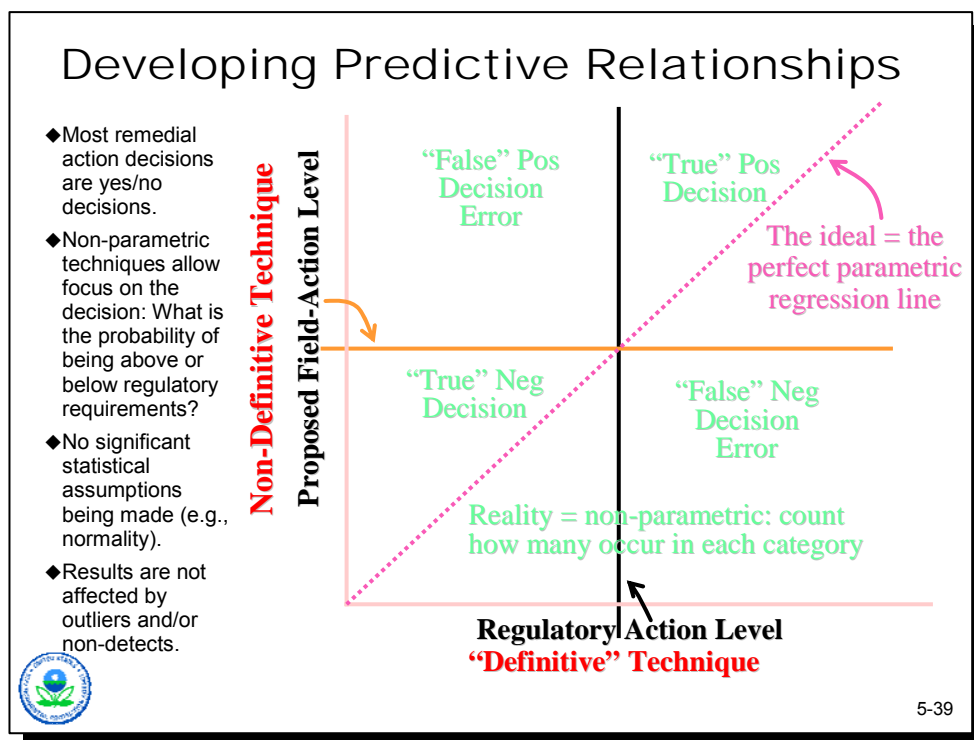 Developing Predictive Relationships
◆Most remedial
action decisions
are yes/no
decisions.
◆Non-parametric
techniques allow
focus on the
decision: What is
the probability of
being above or
below regulatory
requirements?
◆No significant
statistical
assumptions
being made (e.g.,
normality).
◆Results are not
affected by
outliers and/or
non-detects.
Non-Definitive Technique
Proposed Field-Action Level
“False” Pos
Decision
Error
“True” Pos
Decision
The ideal = the
perfect parametric
regression line
“True” Neg
Decision
“False” Neg
Decision
Error
Reality = non-parametric: count
how many occur in each category
Regulatory Action Level
“Definitive” Technique
5-39